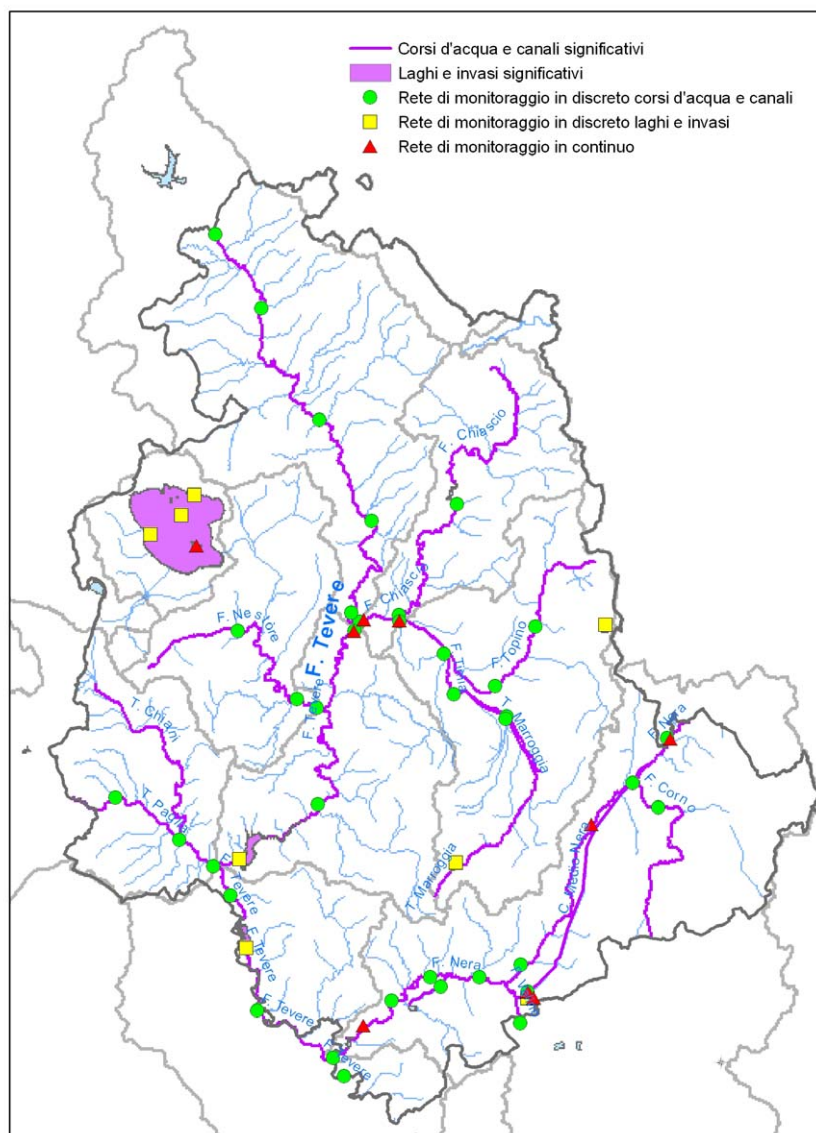 Corsi d'acqua e canali significativi
Laghi e invasi significativi
Rete di monitoraggio in discreto corsi d'acqua e canali
Rete di monitoraggio in discreto laghi e invasi
Rete di monitoraggio in continuo
F. Chiascio
F. Chiascio
F. Nestore
F. Tevere
F. Topino
F. Timia
F. Tevere
T. Marroggia
T. Chiani
F. Nera
F. Corno
T. Paglia
C. Medio Nera
F. Tevere
T. Marroggia
F. Tevere
F. Nera
F. Tevere
F. Tevere